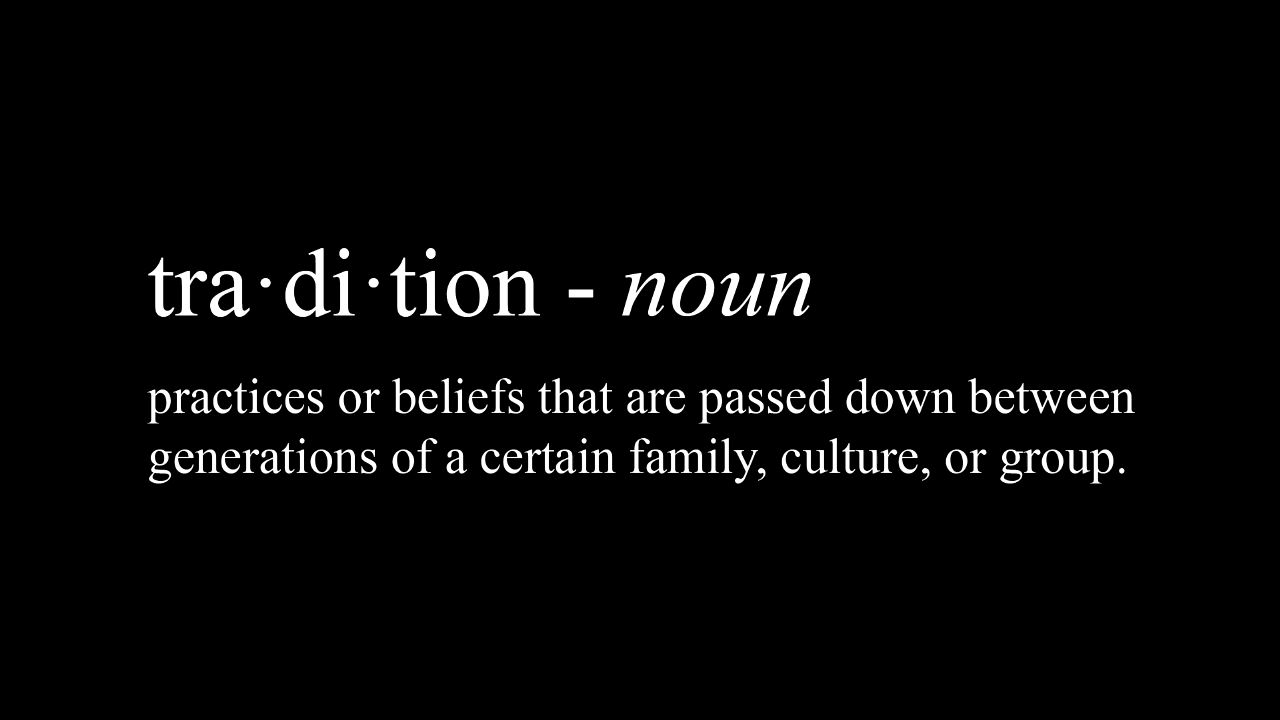 tra·di·tion - noun
practices or beliefs that are passed down between
generations of a certain family, culture, or group.